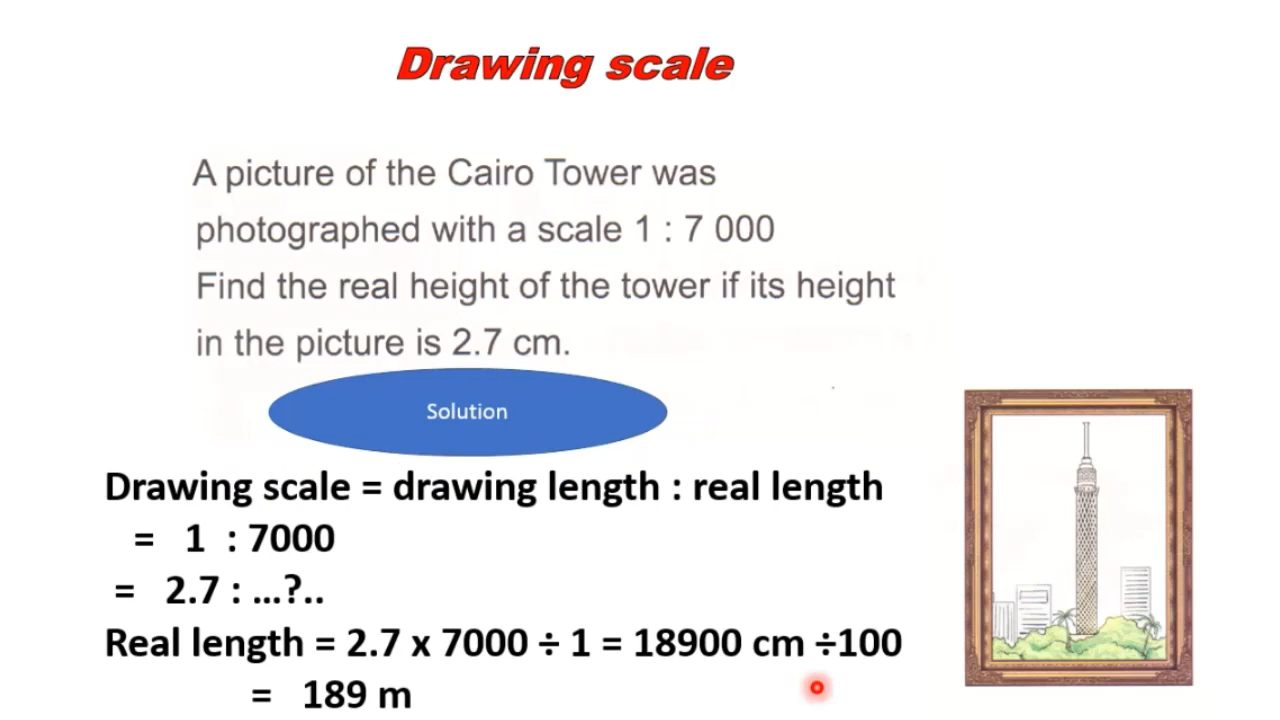 Drawing scale
A picture of the Cairo Tower was
photographed with a scale 1 : 7 000
Find the real height of the tower if its height
in the picture is 2.7 cm.
Solution
Drawing scale = drawing length : real length
= 1 : 7000
= 2.7 : ...?..
Real length = 2.7 x 7000 ÷ 1 = 18900 cm ÷100
= 189 m